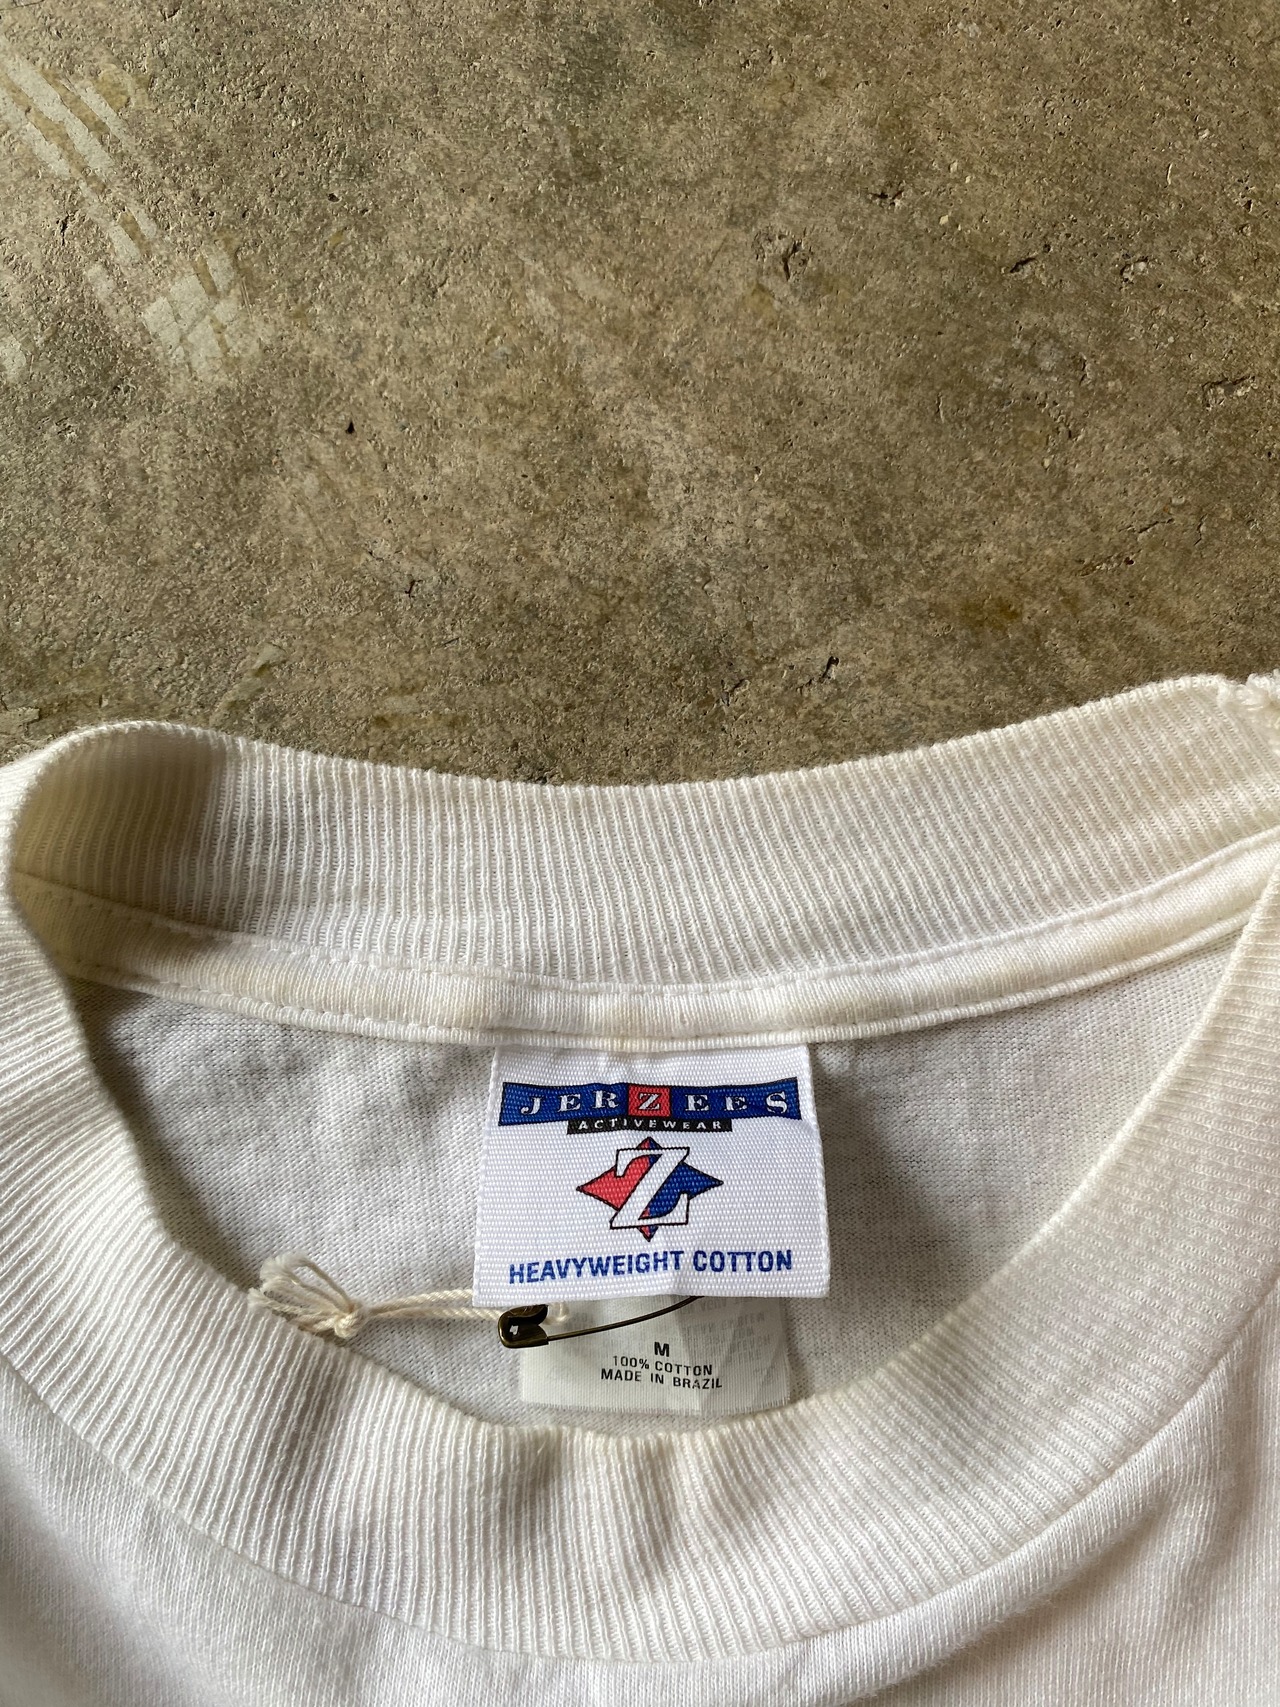 JERZEES
ACTIVEWEAR
Z
HEAVYWEIGHT COTTON
M
100% COTTON
MADE IN BRAZIL